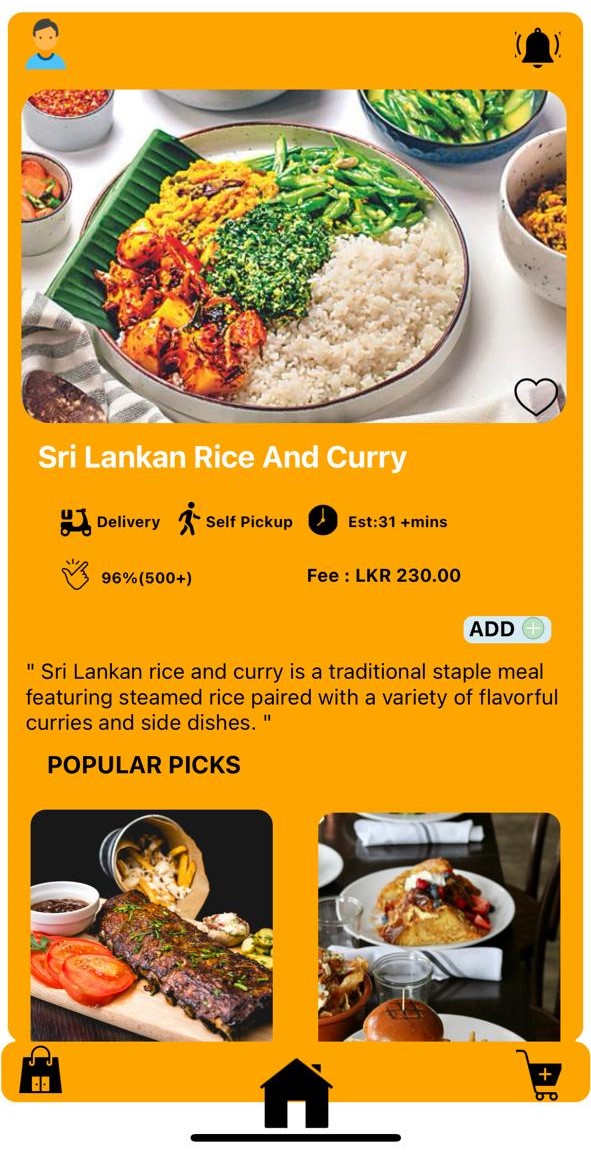 Sri Lankan Rice And Curry
Delivery Self Pickup Est:31 +mins
96%(500+) Fee : LKR 230.00
ADD
" Sri Lankan rice and curry is a traditional staple meal
featuring steamed rice paired with a variety of flavorful
curries and side dishes. "
POPULAR PICKS